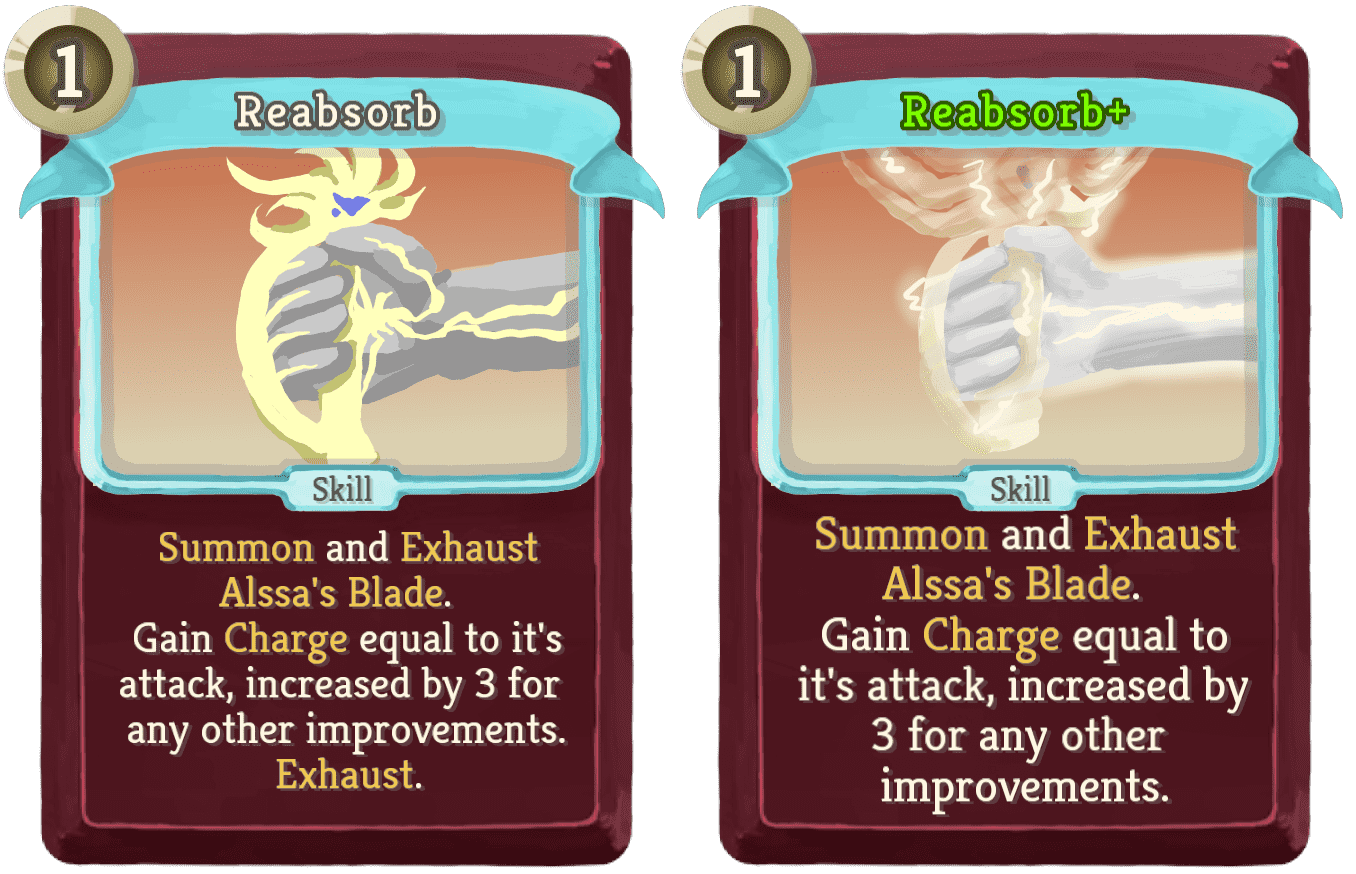 1
Reabsorb
Skill
Summon and Exhaust
Alssa's Blade.
Gain Charge equal to it's
attack, increased by 3 for
any other improvements.
Exhaust.
1
Reabsorb+
Skill
Summon and Exhaust
Alssa's Blade.
Gain Charge equal to
it's attack, increased by
3 for any other
improvements.